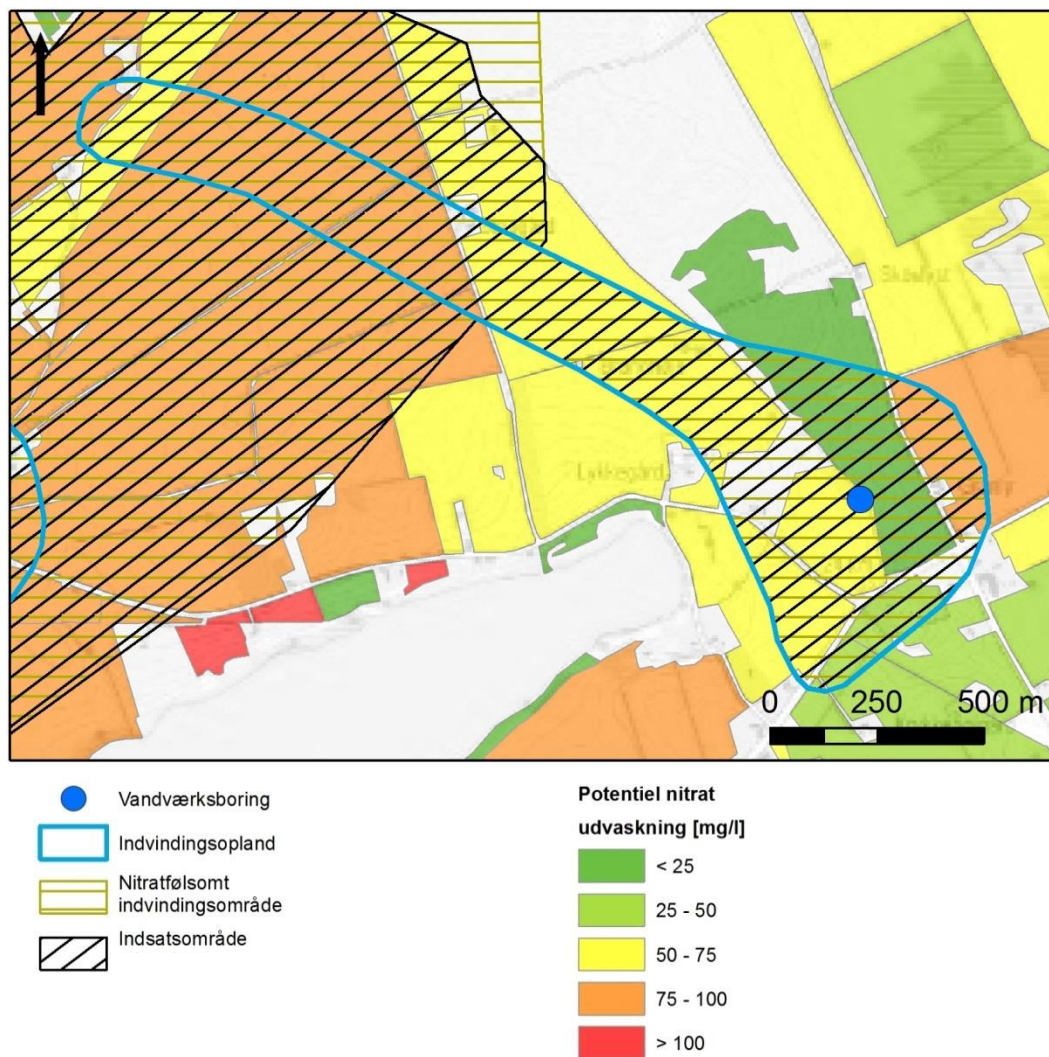 Lykkegård
0
250
500 m
Vandværksboring
Indvindingsopland
Nitratfølsomt
indvindingsområde
Indsatsområde
Potentiel nitrat
udvaskning [mg/l]
< 25
25 - 50
50 - 75
75 - 100
> 100